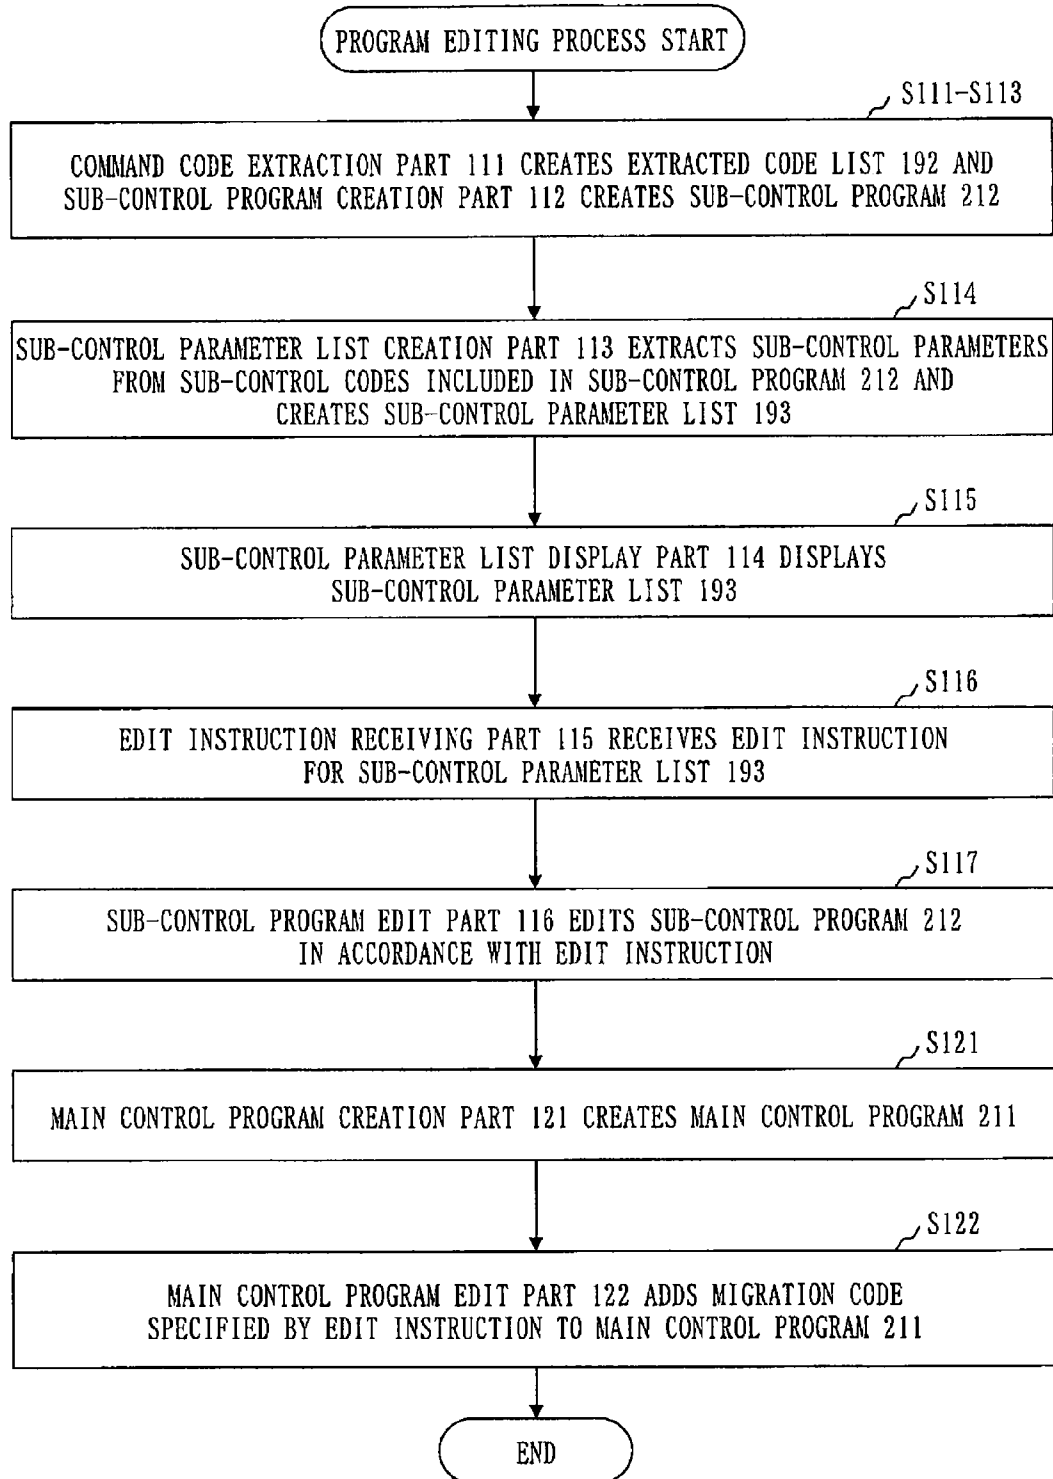 PROGRAM EDITING PROCESS START
S111-S113
COMMAND CODE EXTRACTION PART 111 CREATES EXTRACTED CODE LIST 192 AND
SUB-CONTROL PROGRAM CREATION PART 112 CREATES SUB-CONTROL PROGRAM 212
S114
SUB-CONTROL PARAMETER LIST CREATION PART 113 EXTRACTS SUB-CONTROL PARAMETERS
FROM SUB-CONTROL CODES INCLUDED IN SUB-CONTROL PROGRAM 212 AND
CREATES SUB-CONTROL PARAMETER LIST 193
S115
SUB-CONTROL PARAMETER LIST DISPLAY PART 114 DISPLAYS
SUB-CONTROL PARAMETER LIST 193
S116
EDIT INSTRUCTION RECEIVING PART 115 RECEIVES EDIT INSTRUCTION
FOR SUB-CONTROL PARAMETER LIST 193
S117
SUB-CONTROL PROGRAM EDIT PART 116 EDITS SUB-CONTROL PROGRAM 212
IN ACCORDANCE WITH EDIT INSTRUCTION
S121
MAIN CONTROL PROGRAM CREATION PART 121 CREATES MAIN CONTROL PROGRAM 211
S122
MAIN CONTROL PROGRAM EDIT PART 122 ADDS MIGRATION CODE
SPECIFIED BY EDIT INSTRUCTION TO MAIN CONTROL PROGRAM 211
END